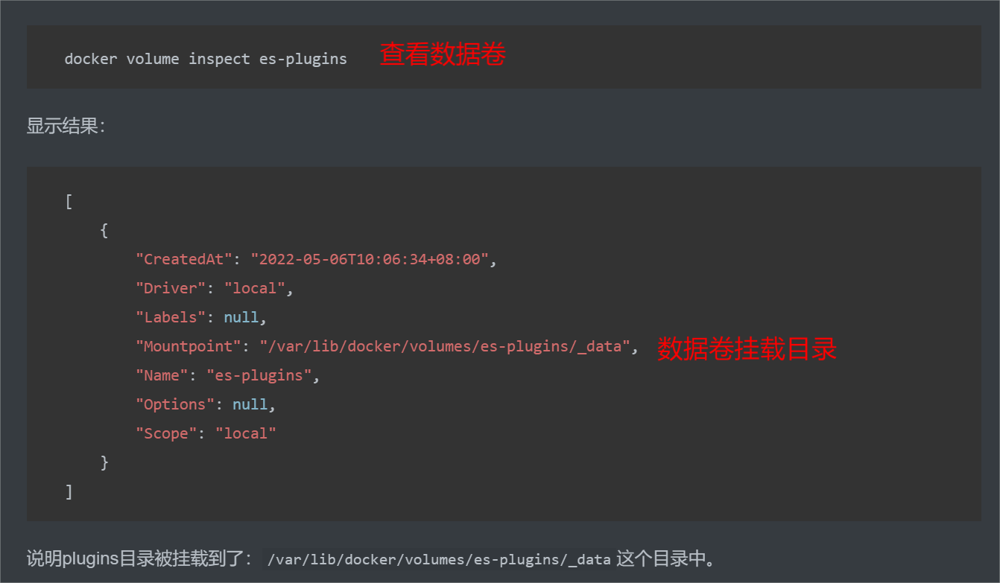 docker volume inspect es-plugins 查看数据卷
显示结果：
[
    {
        "CreatedAt": "2022-05-06T10:06:34+08:00",
        "Driver": "local",
        "Labels": null,
        "Mountpoint": "/var/lib/docker/volumes/es-plugins/_data", 数据卷挂载目录
        "Name": "es-plugins",
        "Options": null,
        "Scope": "local"
    }
]
说明plugins目录被挂载到了：/var/lib/docker/volumes/es-plugins/_data 这个目录中。